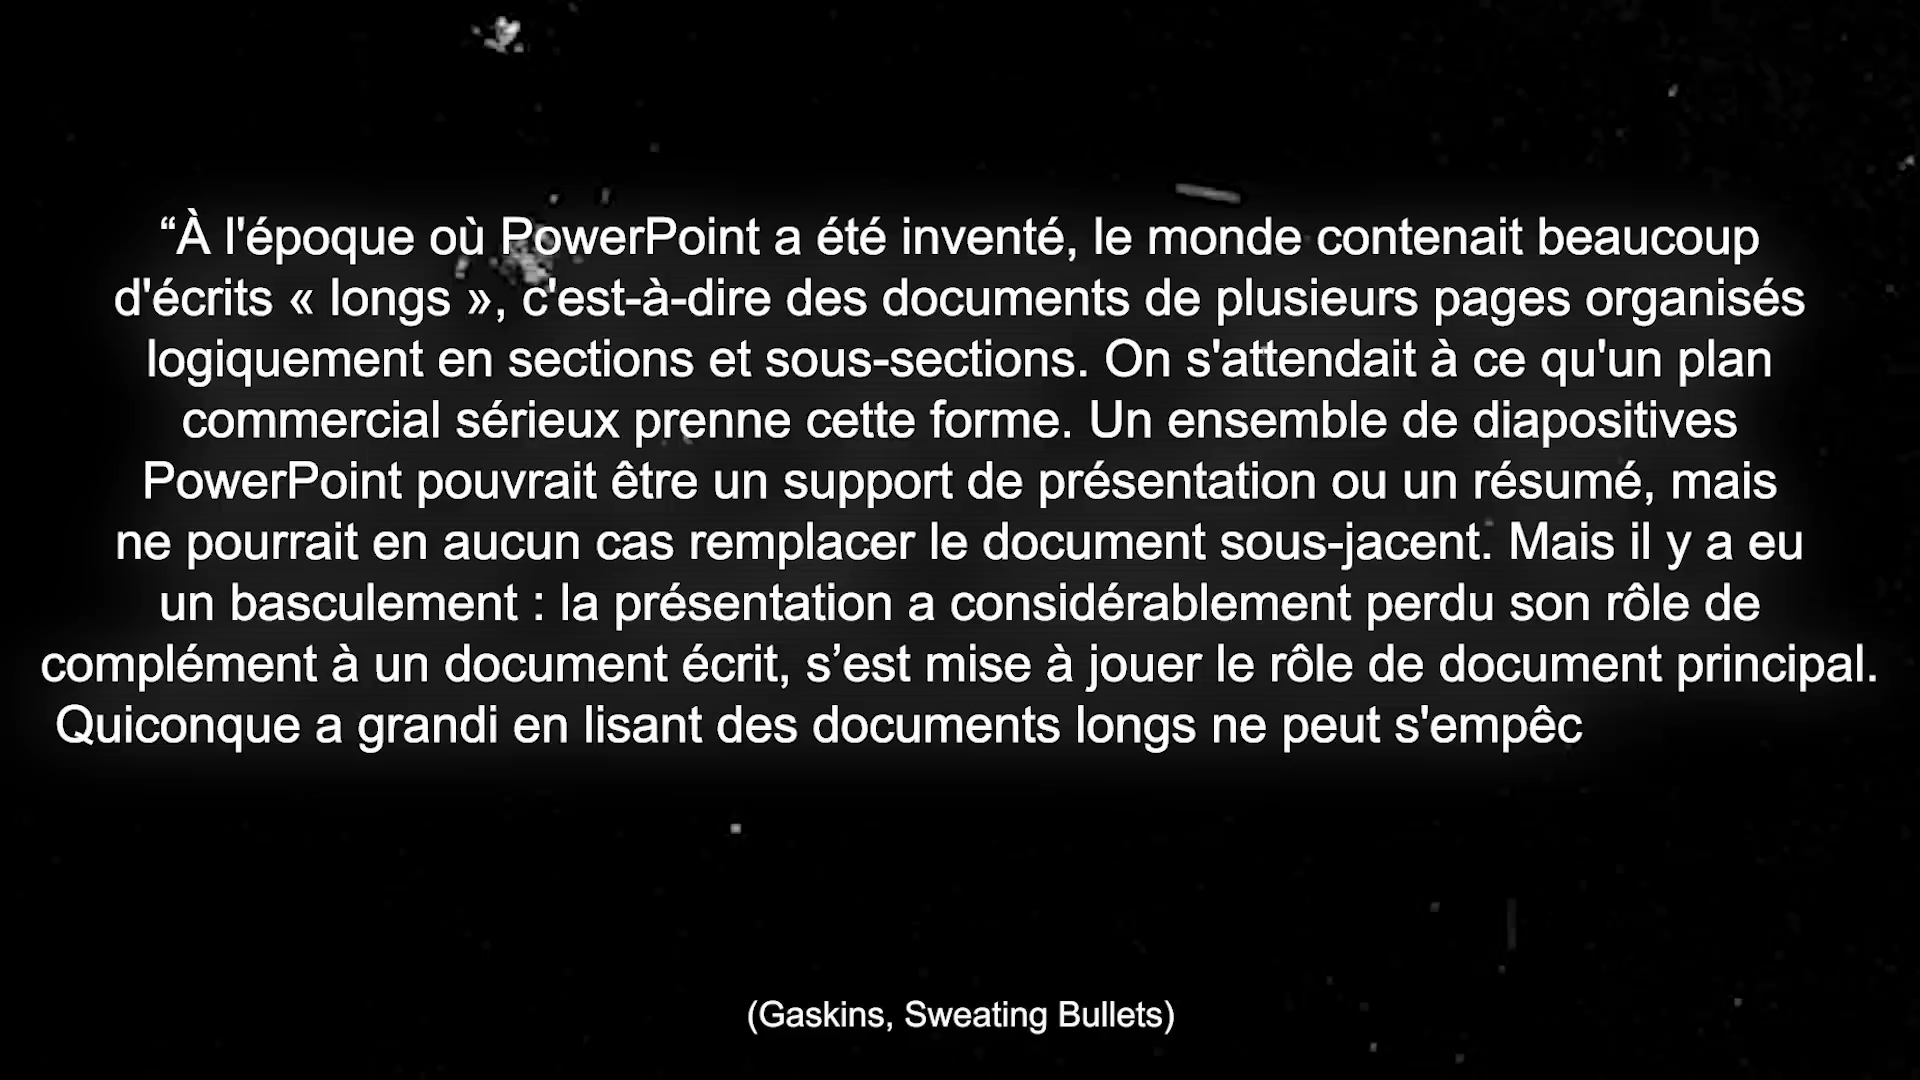 “À l'époque où PowerPoint a été inventé, le monde contenait beaucoup
d'écrits « longs », c'est-à-dire des documents de plusieurs pages organisés
logiquement en sections et sous-sections. On s'attendait à ce qu'un plan
commercial sérieux prenne cette forme. Un ensemble de diapositives
PowerPoint pouvrait être un support de présentation ou un résumé, mais
ne pourrait en aucun cas remplacer le document sous-jacent. Mais il y a eu
un basculement : la présentation a considérablement perdu son rôle de
complément à un document écrit, s’est mise à jouer le rôle de document principal.
Quiconque a grandi en lisant des documents longs ne peut s'empêc
(Gaskins, Sweating Bullets)